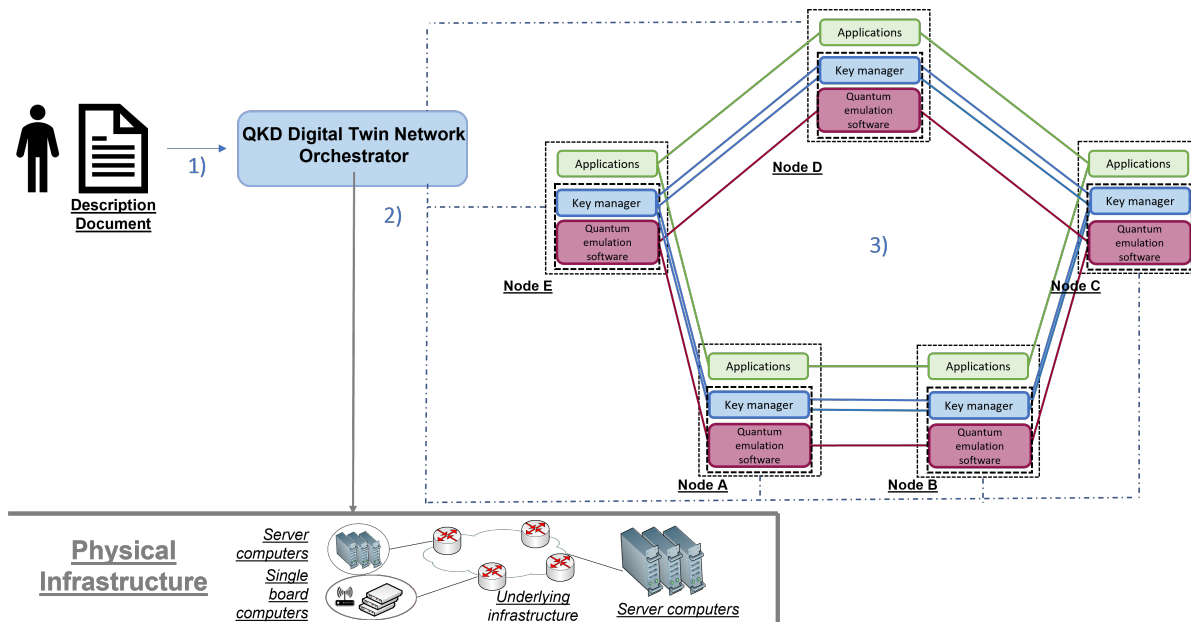 Applications
Key manager
Quantum
emulation
software
Node D
QKD Digital Twin Network
Orchestrator
1)
Description
Document
2)
Applications
Key manager
Quantum
emulation
software
Node E
3)
Applications
Key manager
Quantum
emulation
software
Node C
Applications
Key manager
Quantum emulation
software
Node A
Applications
Key manager
Quantum emulation
software
Node B
Physical
Infrastructure
Server
computers
Single
board
computers
Underlying
infrastructure
Server computers